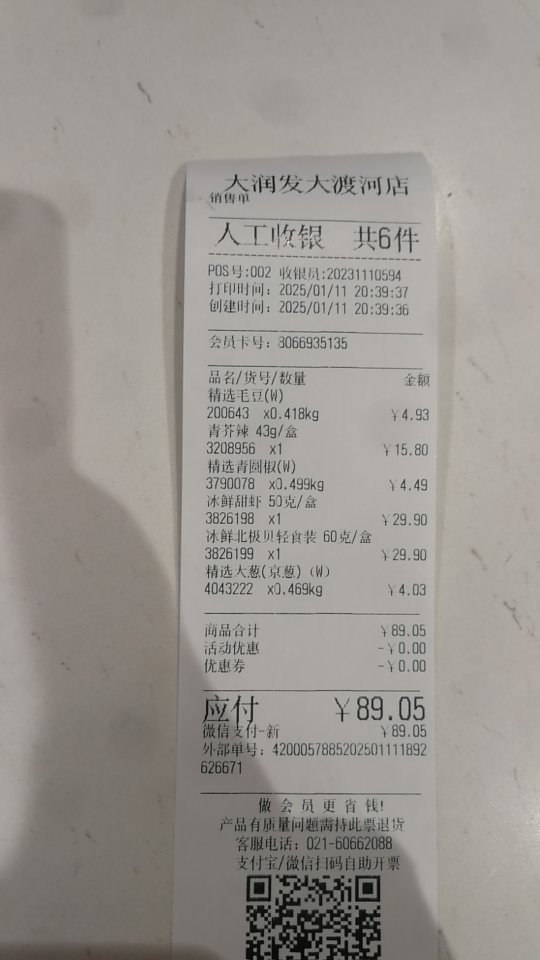 大润发大渡河店
销售单
人工收银 共6件
POS号:002 收银员:20231110594
打印时间: 2025/01/11 20:39:37
创建时间: 2025/01/11 20:39:36
会员卡号: 8066935135
品名/货号/数量 金额
精选毛豆(W)
200643 x0.418kg ¥4.93
青芥辣 43g/盒
3208956 x1 ¥15.80
精选青圆椒(W)
3790078 x0.499kg ¥4.49
冰鲜甜虾 50克/盒
3826198 x1 ¥29.90
冰鲜北极贝轻食装 60克/盒
3826199 x1 ¥29.90
精选大葱(京葱)(W)
4043222 x0.469kg ¥4.03
商品合计 ¥89.05
活动优惠 -¥0.00
优惠券 -¥0.00
应付 ¥89.05
微信支付-新 ¥89.05
外部单号: 4200057885202501111892
626671
做会员更省钱!
产品有质量问题需持此票退货
客服电话: 021-60662088
支付宝/微信扫码自助开票